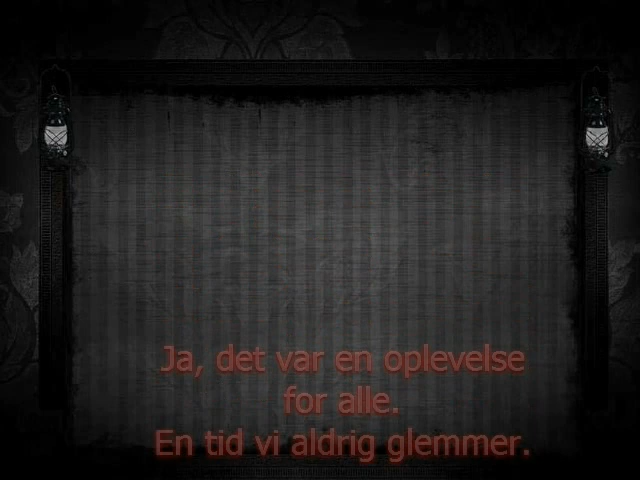 Ja, det var en oplevelse
for alle.
En tid vi aldrig glemmer.